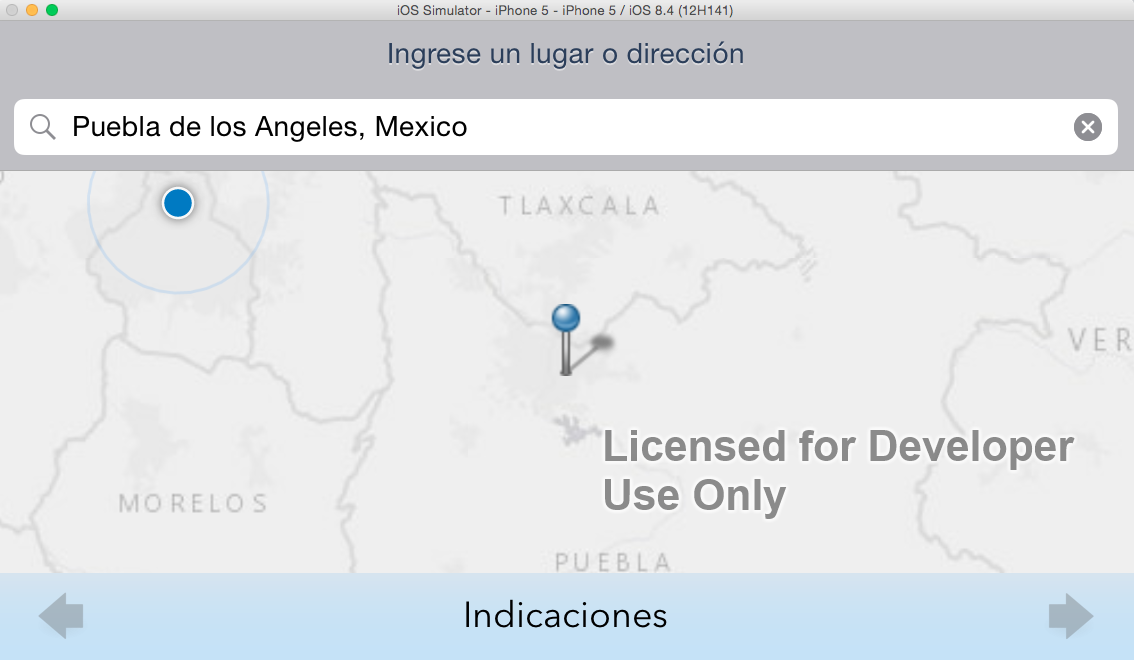 iOS Simulator - iPhone 5 - iPhone 5 / iOS 8.4 (12H141)
Ingrese un lugar o dirección
Puebla de los Angeles, Mexico
TLAXCALA
VER
Licensed for Developer
Use Only
MORELOS
PUEBLA
Indicaciones